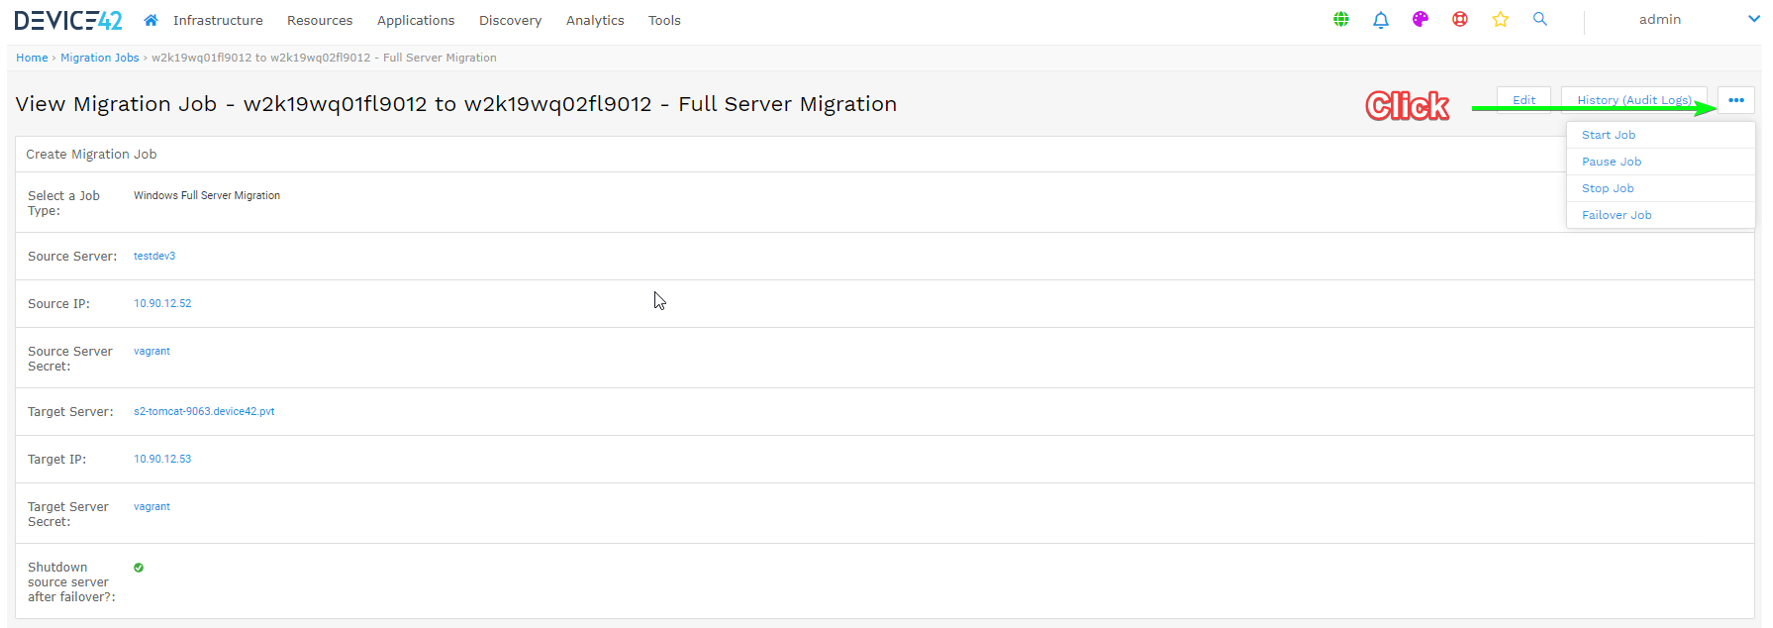 DEVICE42 Infrastructure Resources Applications Discovery Analytics Tools admin
Home › Migration Jobs › w2k19wq01fl9012 to w2k19wq02fl9012 - Full Server Migration
View Migration Job - w2k19wq01fl9012 to w2k19wq02fl9012 - Full Server Migration
Click
Edit History (Audit Logs) •••
Start Job
Pause Job
Stop Job
Failover Job
Create Migration Job
Select a Job Windows Full Server Migration
Type:
Source Server: testdev3
Source IP: 10.90.12.52
Source Server vagrant
Secret:
Target Server: s2-tomcat-9063.device42.pvt
Target IP: 10.90.12.53
Target Server vagrant
Secret:
Shutdown
source server
after failover?: